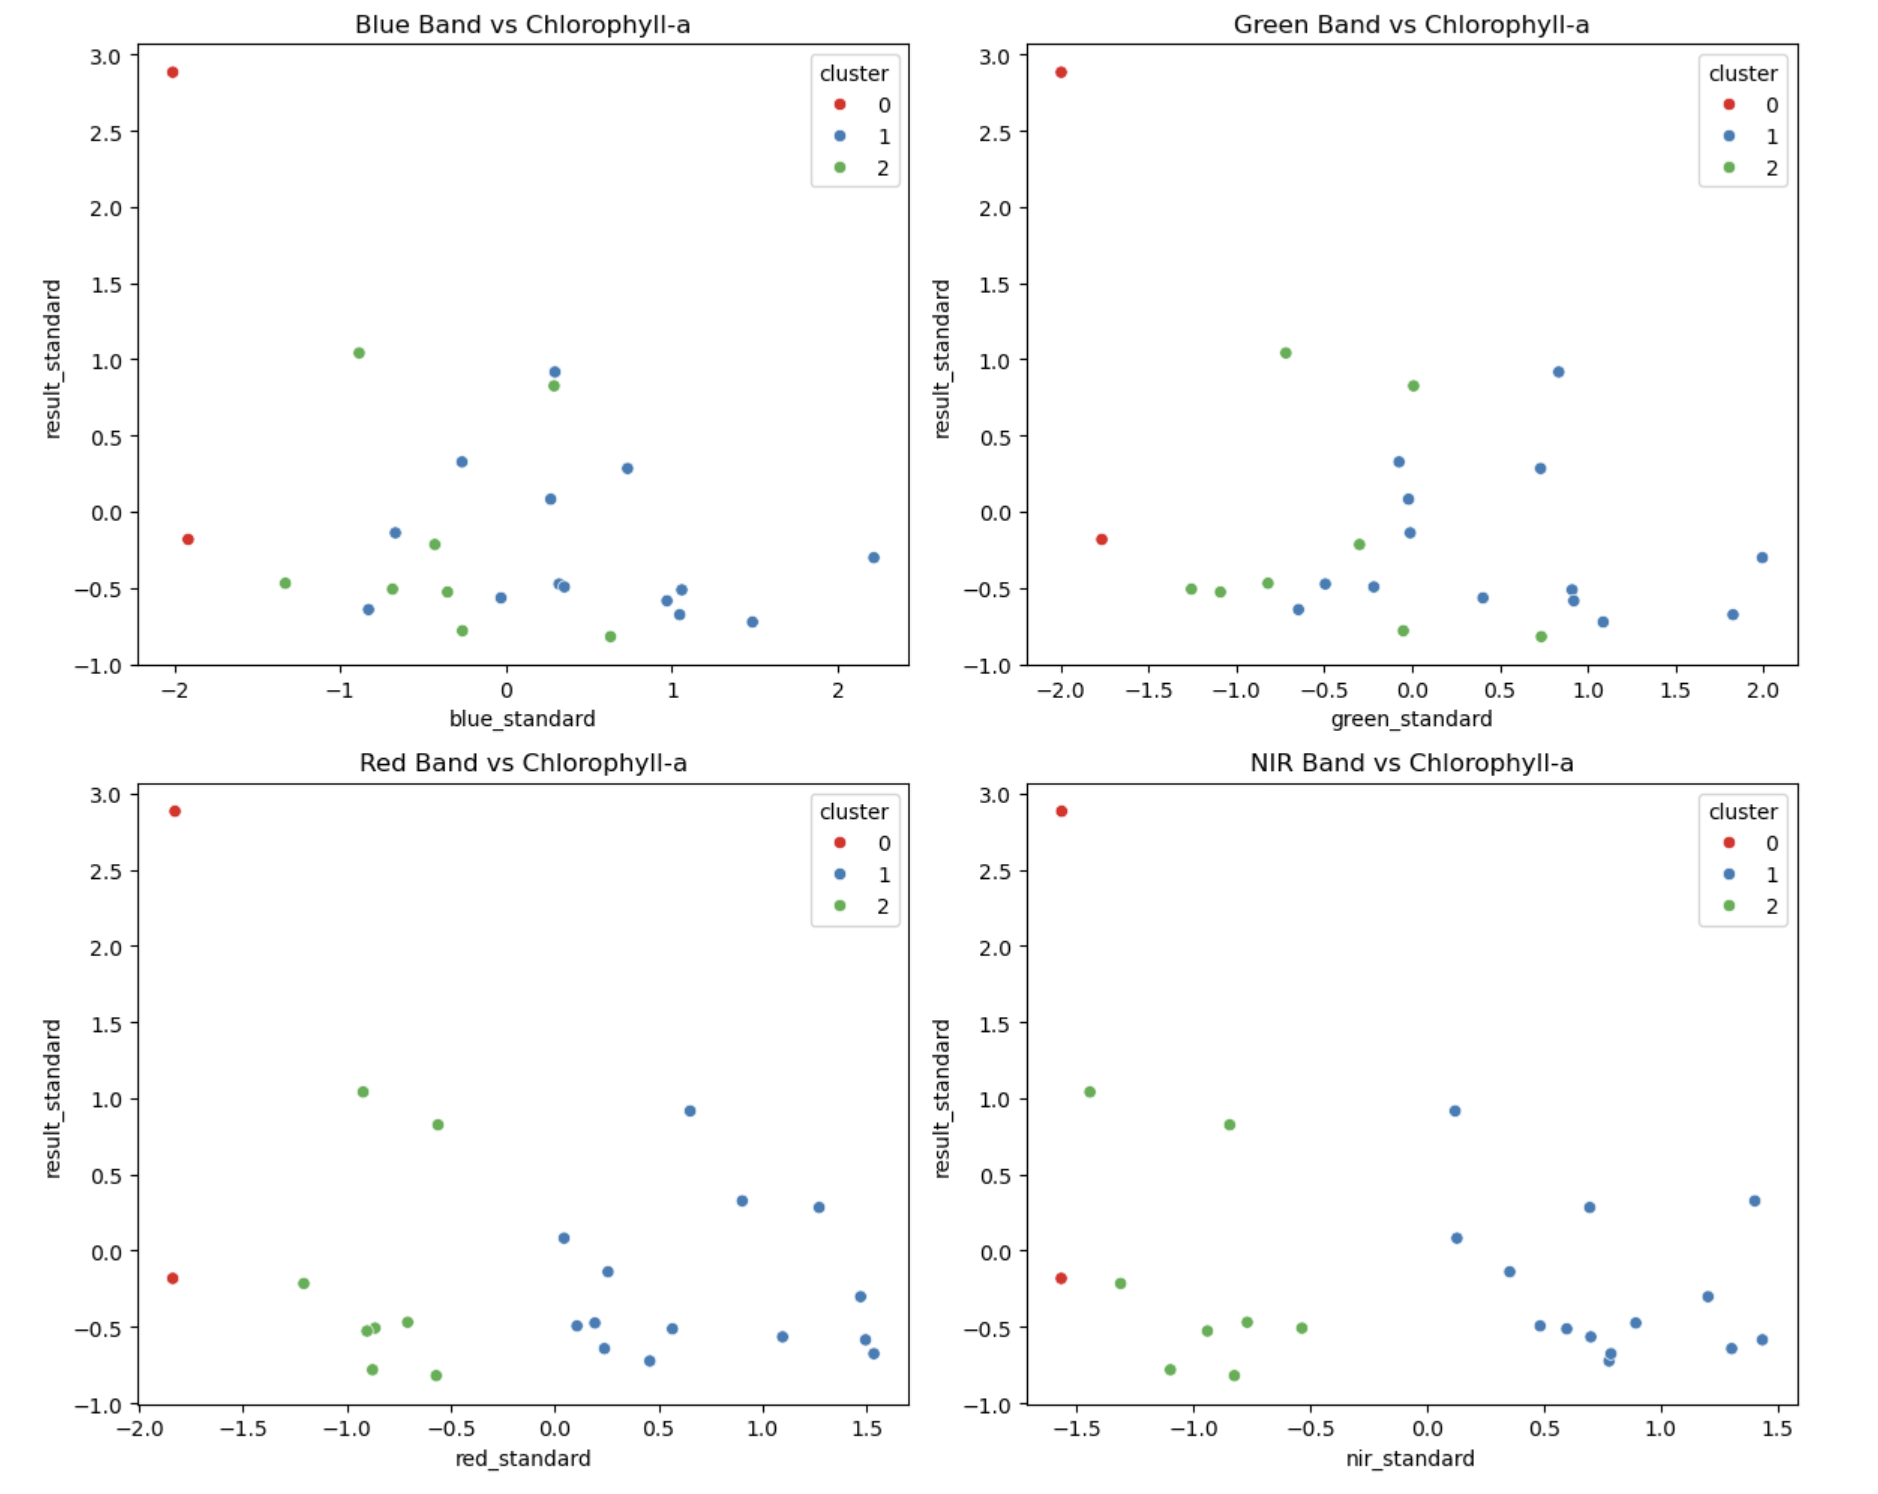 Blue Band vs Chlorophyll-a
3.0
2.5
2.0
1.5
1.0
0.5
0.0
−0.5
−1.0
result_standard
cluster
0
1
2
−2 −1 0 1 2
blue_standard
Green Band vs Chlorophyll-a
3.0
2.5
2.0
1.5
1.0
0.5
0.0
−0.5
−1.0
result_standard
cluster
0
1
2
−2.0 −1.5 −1.0 −0.5 0.0 0.5 1.0 1.5 2.0
green_standard
Red Band vs Chlorophyll-a
3.0
2.5
2.0
1.5
1.0
0.5
0.0
−0.5
−1.0
result_standard
cluster
0
1
2
−2.0 −1.5 −1.0 −0.5 0.0 0.5 1.0 1.5
red_standard
NIR Band vs Chlorophyll-a
3.0
2.5
2.0
1.5
1.0
0.5
0.0
−0.5
−1.0
result_standard
cluster
0
1
2
−1.5 −1.0 −0.5 0.0 0.5 1.0 1.5
nir_standard